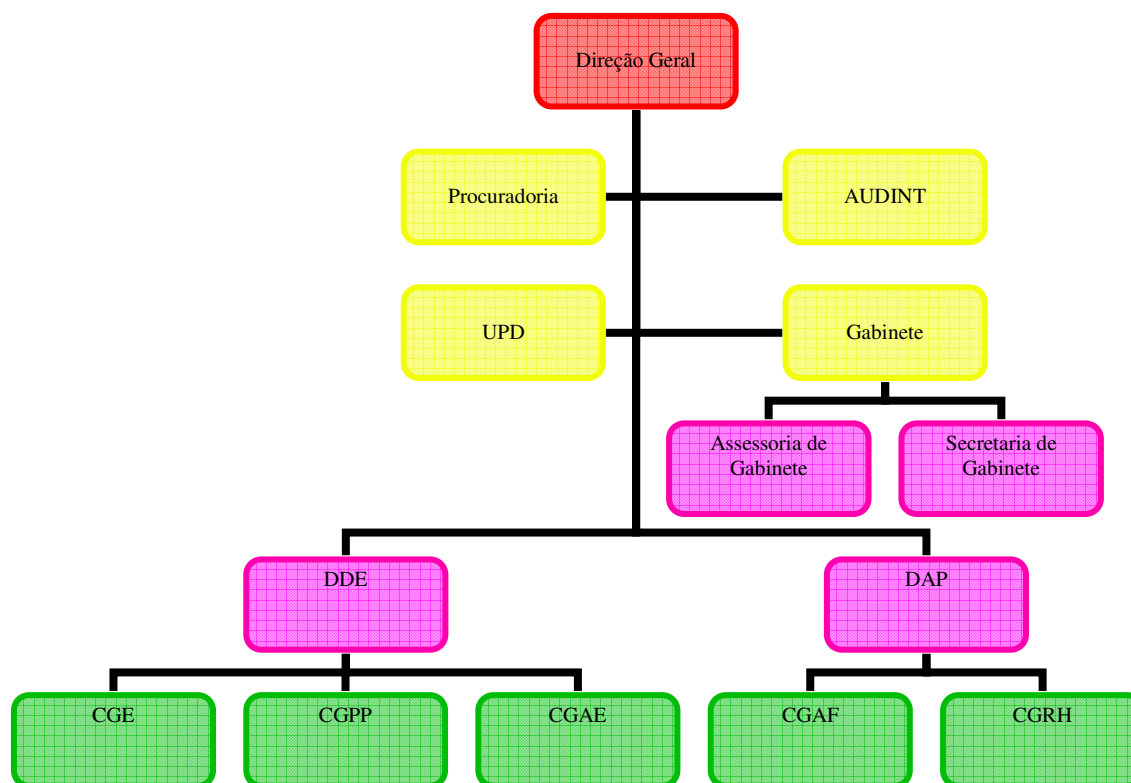 Direção Geral
Procuradoria
AUDINT
UPD
Gabinete
Assessoria de
Gabinete
Secretaria de
Gabinete
DDE
DAP
CGE
CGPP
CGAE
CGAF
CGRH